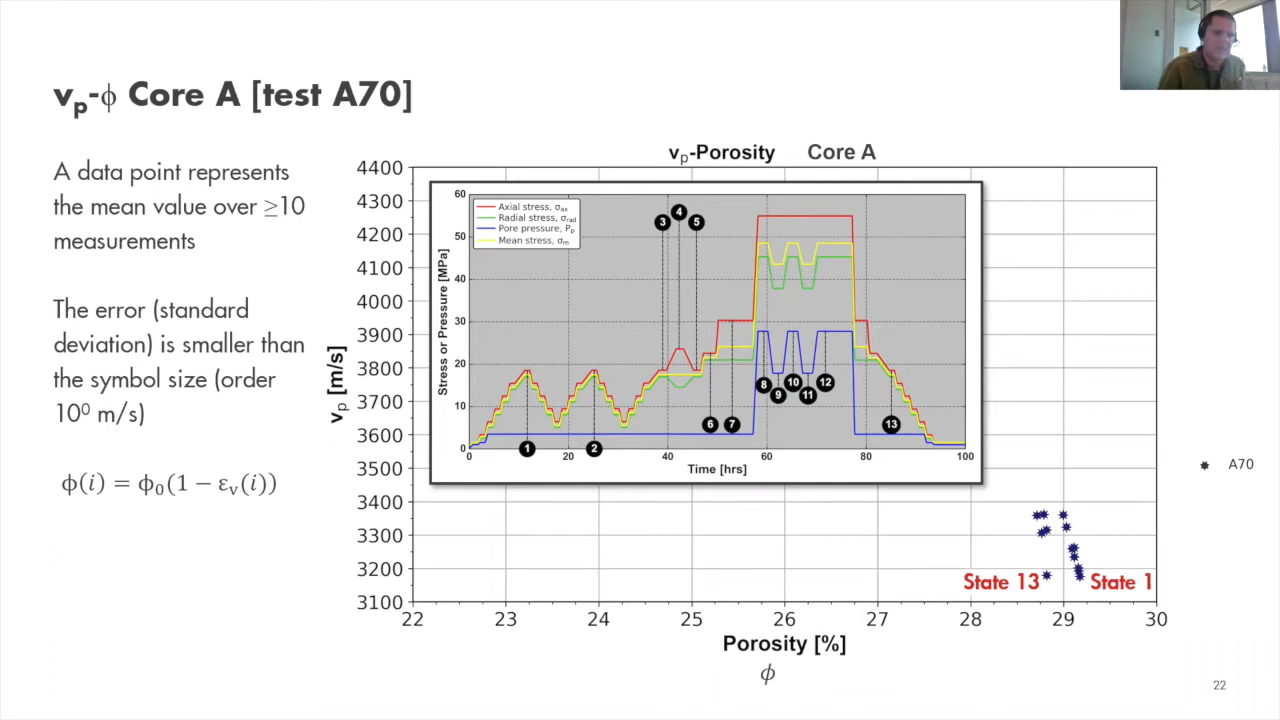 vₚ-ϕ Core A [test A70]
A data point represents
the mean value over ≥10
measurements
The error (standard
deviation) is smaller than
the symbol size (order
10⁰ m/s)
ϕ(i) = ϕ₀(1 − εᵥ(i))
vₚ-Porosity Core A
4400
4300
4200
4100
4000
3900
3800
3700
3600
3500
3400
3300
3200
3100
vₚ [m/s]
22 23 24 25 26 27 28 29 30
Porosity [%]
ϕ
Axial stress, σₐₓ
Radial stress, σrad
Pore pressure, Pₚ
Mean stress, σₘ
60
50
40
30
20
10
0
Stress or Pressure [MPa]
3 4 5
8 10 12
9 11
6 7 13
1 2
0 20 40 60 80 100
Time [hrs]
State 13
State 1
A70
22